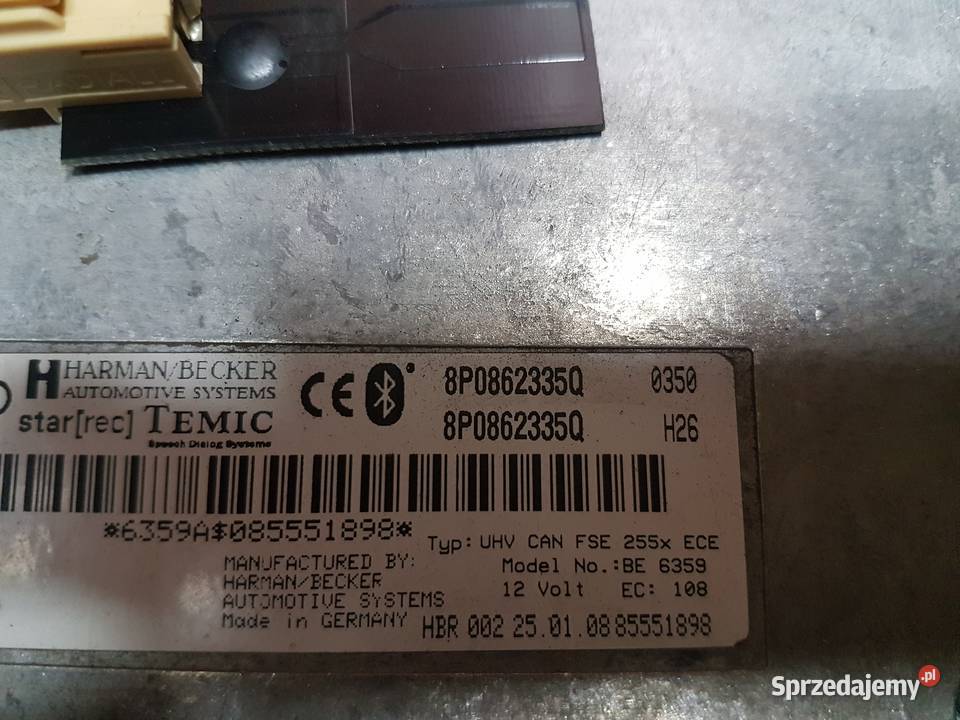 HARMAN/BECKER
AUTOMOTIVE SYSTEMS
star[rec] TEMIC
Speech Dialog Systems
CE
8P0862335Q 0350
8P0862335Q H26
*6359A$085551898*
Typ: UHV CAN FSE 255x ECE
MANUFACTURED BY:
Model No.: BE 6359
HARMAN/BECKER
12 Volt EC: 108
AUTOMOTIVE SYSTEMS
Made in GERMANY
HBR 002 25.01.08 85551898
Sprzedajemy.pl